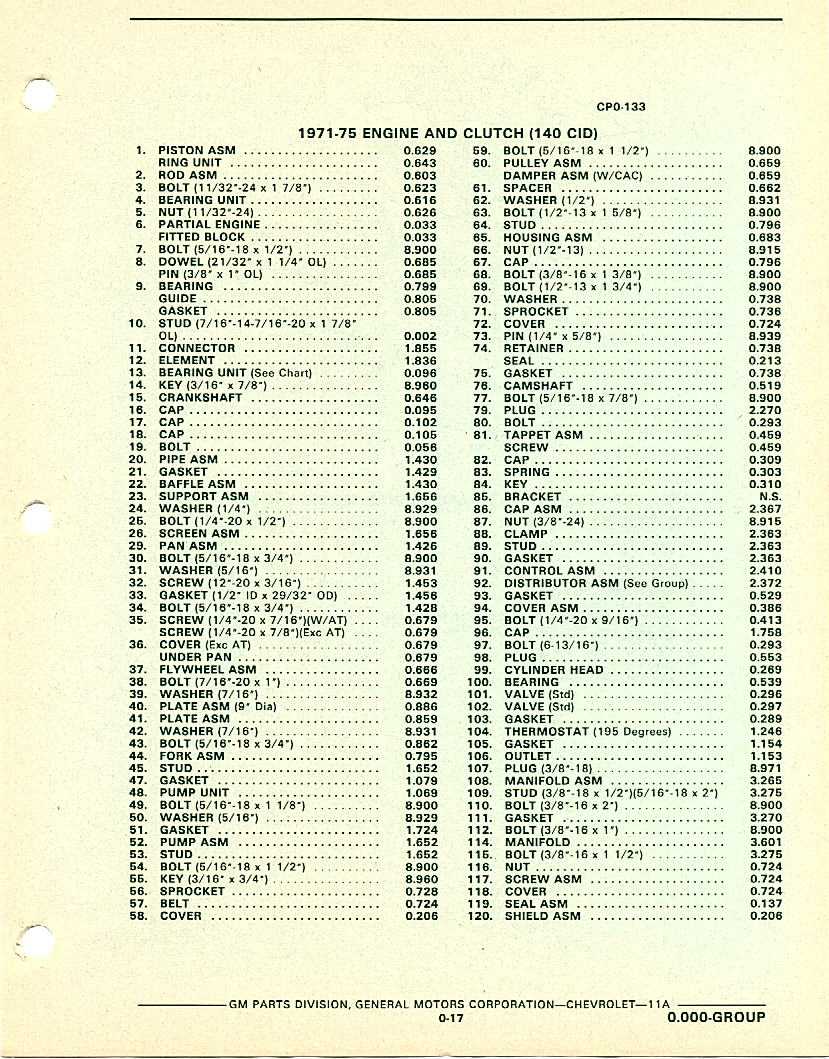 CP0-133
1971-75 ENGINE AND CLUTCH (140 CID)
1. PISTON ASM ................... 0.629
RING UNIT ..................... 0.643
2. ROD ASM ....................... 0.603
3. BOLT (11/32"-24 x 1 7/8") ......... 0.623
4. BEARING UNIT ................... 0.616
5. NUT (11/32"-24) .................. 0.626
6. PARTIAL ENGINE ................. 0.033
FITTED BLOCK .................. 0.033
7. BOLT (5/16"-18 x 1/2") ............ 8.900
8. DOWEL (21/32" x 1 1/4" OL) ....... 0.685
PIN (3/8" x 1" OL) ................ 0.685
9. BEARING ....................... 0.799
GUIDE ......................... 0.805
GASKET ....................... 0.805
10. STUD (7/16"-14-7/16"-20 x 1 7/8"
OL) ............................ 0.002
11. CONNECTOR .................... 1.855
12. ELEMENT ....................... 1.836
13. BEARING UNIT (See Chart) ......... 0.096
14. KEY (3/16" x 7/8") ................ 8.960
15. CRANKSHAFT ................... 0.646
16. CAP ........................... 0.095
17. CAP ........................... 0.102
18. CAP ........................... 0.105
19. BOLT .......................... 0.056
20. PIPE ASM ....................... 1.430
21. GASKET ....................... 1.429
22. BAFFLE ASM .................... 1.430
23. SUPPORT ASM .................. 1.656
24. WASHER (1/4") .................. 8.929
25. BOLT (1/4"-20 x 1/2") ............. 8.900
26. SCREEN ASM .................... 1.656
29. PAN ASM ....................... 1.426
30. BOLT (5/16"-18 x 3/4") ............ 8.900
31. WASHER (5/16") ................. 8.931
32. SCREW (12"-20 x 3/16") ........... 1.453
33. GASKET (1/2" ID x 29/32" OD) ..... 1.456
34. BOLT (5/16"-18 x 3/4") ............ 1.428
35. SCREW (1/4"-20 x 7/16")(W/AT) .... 0.679
SCREW (1/4"-20 x 7/8")(Exc AT) .... 0.679
36. COVER (Exc AT) .................. 0.679
UNDER PAN .................... 0.679
37. FLYWHEEL ASM ................. 0.666
38. BOLT (7/16"-20 x 1") .............. 0.669
39. WASHER (7/16") ................. 8.932
40. PLATE ASM (9" Dia) .............. 0.886
41. PLATE ASM ..................... 0.859
42. WASHER (7/16") ................. 8.931
43. BOLT (5/16"-18 x 3/4") ............ 0.862
44. FORK ASM ...................... 0.795
45. STUD .......................... 1.652
47. GASKET ....................... 1.079
48. PUMP UNIT ..................... 1.069
49. BOLT (5/16"-18 x 1 1/8") .......... 8.900
50. WASHER (5/16") ................. 8.929
51. GASKET ....................... 1.724
52. PUMP ASM ..................... 1.652
53. STUD .......................... 1.652
54. BOLT (5/16"-18 x 1 1/2") .......... 8.900
55. KEY (3/16" x 3/4") ................ 8.960
56. SPROCKET ..................... 0.728
57. BELT .......................... 0.724
58. COVER ........................ 0.206
59. BOLT (5/16"-18 x 1 1/2") .......... 8.900
60. PULLEY ASM ................... 0.659
DAMPER ASM (W/CAC) ........... 0.659
61. SPACER ....................... 0.662
62. WASHER (1/2") .................. 8.931
63. BOLT (1/2"-13 x 1 5/8") ........... 8.900
64. STUD .......................... 0.796
65. HOUSING ASM .................. 0.683
66. NUT (1/2"-13) ................... 8.915
67. CAP ........................... 0.796
68. BOLT (3/8"-16 x 1 3/8") ........... 8.900
69. BOLT (1/2"-13 x 1 3/4") ........... 8.900
70. WASHER ....................... 0.738
71. SPROCKET ..................... 0.736
72. COVER ........................ 0.724
73. PIN (1/4" x 5/8") ................. 8.939
74. RETAINER ..................... 0.738
SEAL .......................... 0.213
75. GASKET ....................... 0.738
76. CAMSHAFT .................... 0.519
77. BOLT (5/16"-18 x 7/8") ............ 8.900
79. PLUG .......................... 2.270
80. BOLT .......................... 0.293
81. TAPPET ASM ................... 0.459
SCREW ........................ 0.459
82. CAP ........................... 0.309
83. SPRING ....................... 0.303
84. KEY ........................... 0.310
85. BRACKET ...................... N.S.
86. CAP ASM ...................... 2.367
87. NUT (3/8"-24) ................... 8.915
88. CLAMP ........................ 2.363
89. STUD .......................... 2.363
90. GASKET ....................... 2.363
91. CONTROL ASM ................. 2.410
92. DISTRIBUTOR ASM (See Group) ..... 2.372
93. GASKET ....................... 0.529
94. COVER ASM .................... 0.386
95. BOLT (1/4"-20 x 9/16") ............ 0.413
96. CAP ........................... 1.758
97. BOLT (6-13/16") ................. 0.293
98. PLUG .......................... 0.553
99. CYLINDER HEAD ................ 0.269
100. BEARING ...................... 0.539
101. VALVE (Std) .................... 0.296
102. VALVE (Std) .................... 0.297
103. GASKET ....................... 0.289
104. THERMOSTAT (195 Degrees) ....... 1.246
105. GASKET ....................... 1.154
106. OUTLET ....................... 1.153
107. PLUG (3/8"-18) .................. 8.971
108. MANIFOLD ASM ................ 3.265
109. STUD (3/8"-18 x 1/2")(5/16"-18 x 2") 3.275
110. BOLT (3/8"-16 x 2") .............. 8.900
111. GASKET ....................... 3.270
112. BOLT (3/8"-16 x 1") .............. 8.900
114. MANIFOLD .................... 3.601
115. BOLT (3/8"-16 x 1 1/2") ........... 3.275
116. NUT ........................... 0.724
117. SCREW ASM ................... 0.724
118. COVER ........................ 0.724
119. SEAL ASM ..................... 0.137
120. SHIELD ASM ................... 0.206
GM PARTS DIVISION, GENERAL MOTORS CORPORATION—CHEVROLET—11A
0-17
0.000-GROUP